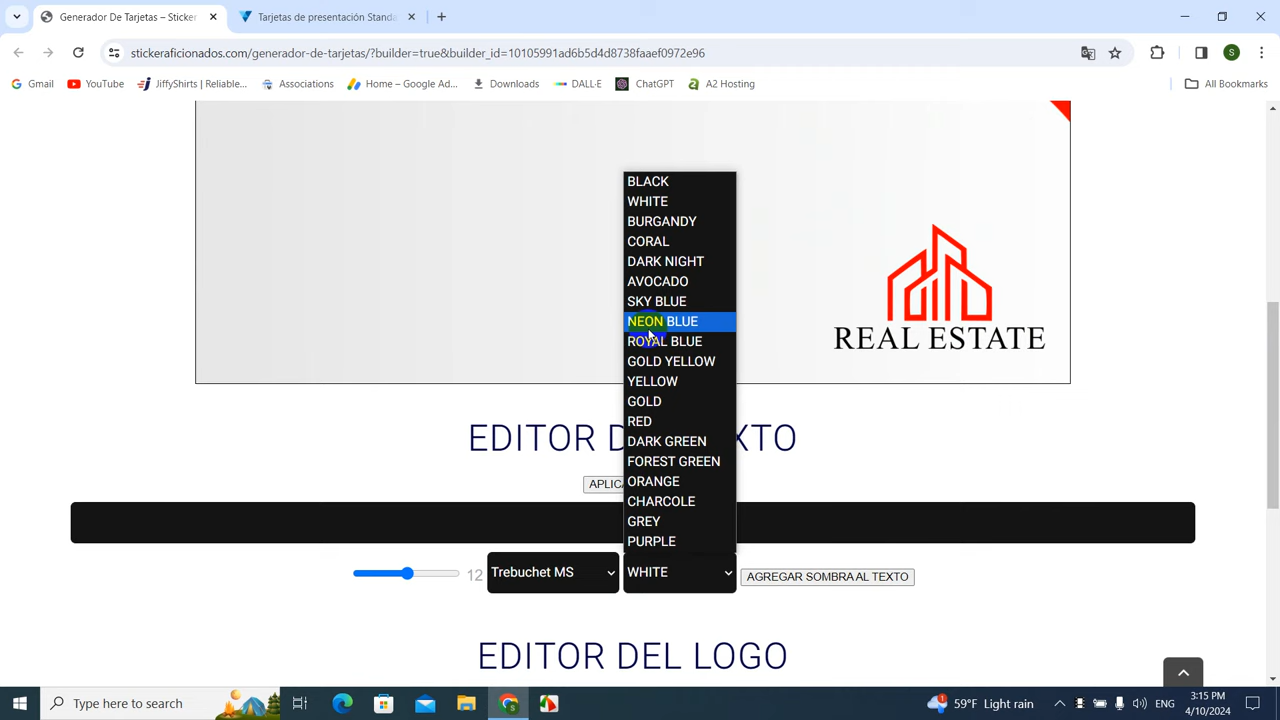 Generador De Tarjetas – Sticker
Tarjetas de presentación Standa
stickeraficionados.com/generador-de-tarjetas/?builder=true&builder_id=10105991ad6b5d4d8738faaef0972e96
S
Gmail
YouTube
JiffyShirts | Reliable...
Associations
Home – Google Ad...
Downloads
DALL·E
ChatGPT
A2 Hosting
All Bookmarks
REAL ESTATE
BLACK
WHITE
BURGANDY
CORAL
DARK NIGHT
AVOCADO
SKY BLUE
NEON BLUE
ROYAL BLUE
GOLD YELLOW
YELLOW
GOLD
RED
DARK GREEN
FOREST GREEN
ORANGE
CHARCOLE
GREY
PURPLE
EDITOR D XTO
APLIC
12
Trebuchet MS
WHITE
AGREGAR SOMBRA AL TEXTO
EDITOR DEL LOGO
Type here to search
1
59°F Light rain
ENG
3:15 PM
4/10/2024